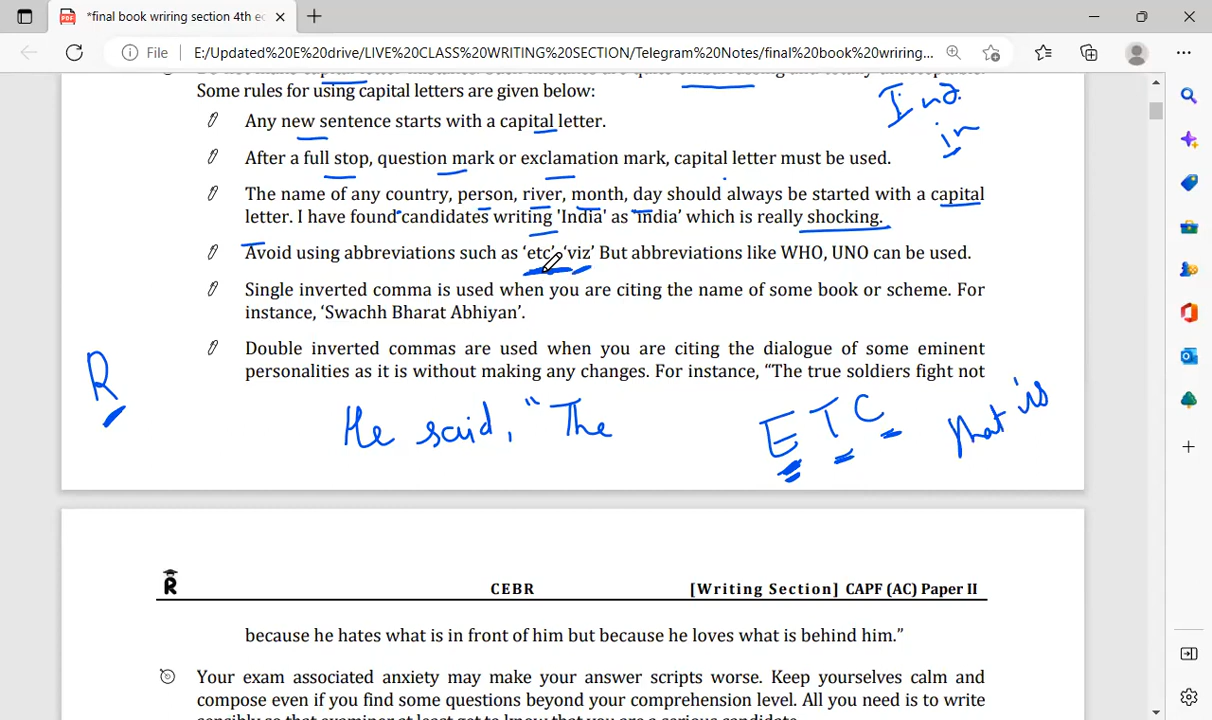 *final book wriring section 4th ec
File
E:/Updated%20E%20drive/LIVE%20CLASS%20WRITING%20SECTION/Telegram%20Notes/final%20book%20wriring...
Some rules for using capital letters are given below:
Ind
in
Any new sentence starts with a capital letter.
After a full stop, question mark or exclamation mark, capital letter must be used.
The name of any country, person, river, month, day should always be started with a capital
letter. I have found candidates writing 'India' as 'india' which is really shocking.
Avoid using abbreviations such as ‘etc’, ‘viz’ But abbreviations like WHO, UNO can be used.
Single inverted comma is used when you are citing the name of some book or scheme. For
instance, ‘Swachh Bharat Abhiyan’.
Double inverted commas are used when you are citing the dialogue of some eminent
personalities as it is without making any changes. For instance, “The true soldiers fight not
R
He said, "The
ETC
that is
R
CEBR
[Writing Section] CAPF (AC) Paper II
because he hates what is in front of him but because he loves what is behind him.”
Your exam associated anxiety may make your answer scripts worse. Keep yourselves calm and
compose even if you find some questions beyond your comprehension level. All you need is to write